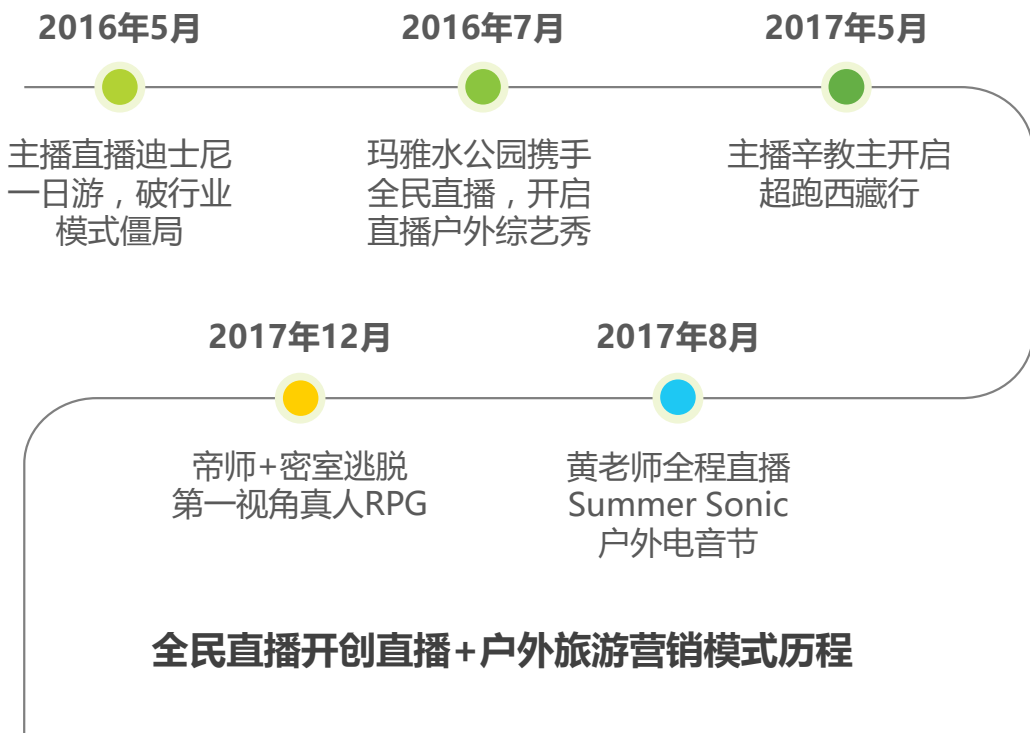 2016年5月
主播直播迪士尼
一日游，破行业
模式僵局
2016年7月
玛雅水公园携手
全民直播，开启
直播户外综艺秀
2017年5月
主播辛教主开启
超跑西藏行
2017年8月
黄老师全程直播
Summer Sonic
户外电音节
2017年12月
帝师+密室逃脱
第一视角真人RPG
全民直播开创直播+户外旅游营销模式历程